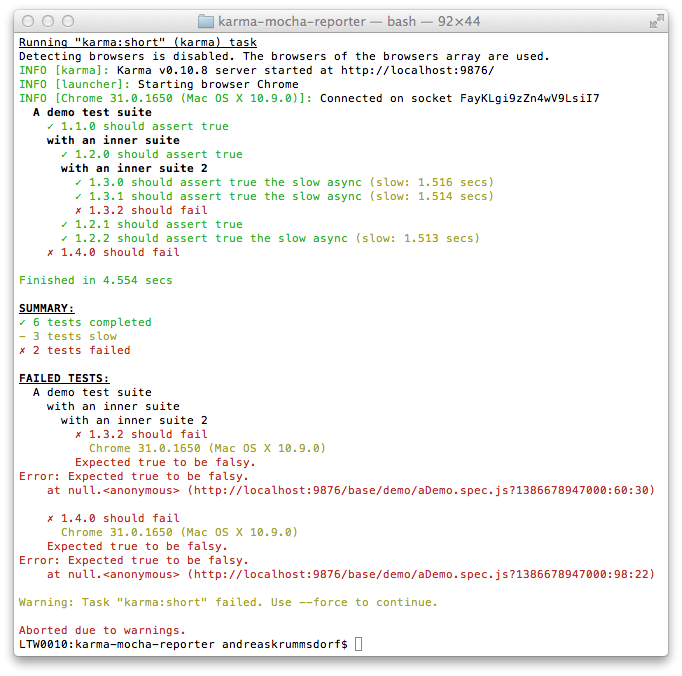 karma-mocha-reporter — bash — 92×44
Running "karma:short" (karma) task
Detecting browsers is disabled. The browsers of the browsers array are used.
INFO [karma]: Karma v0.10.8 server started at http://localhost:9876/
INFO [launcher]: Starting browser Chrome
INFO [Chrome 31.0.1650 (Mac OS X 10.9.0)]: Connected on socket FayKLgi9zZn4wV9LsiI7
A demo test suite
✓ 1.1.0 should assert true
with an inner suite
✓ 1.2.0 should assert true
with an inner suite 2
✓ 1.3.0 should assert true the slow async (slow: 1.516 secs)
✓ 1.3.1 should assert true the slow async (slow: 1.514 secs)
✗ 1.3.2 should fail
✓ 1.2.1 should assert true
✓ 1.2.2 should assert true the slow async (slow: 1.513 secs)
✗ 1.4.0 should fail
Finished in 4.554 secs
SUMMARY:
✓ 6 tests completed
– 3 tests slow
✗ 2 tests failed
FAILED TESTS:
A demo test suite
with an inner suite
with an inner suite 2
✗ 1.3.2 should fail
Chrome 31.0.1650 (Mac OS X 10.9.0)
Expected true to be falsy.
Error: Expected true to be falsy.
at null.<anonymous> (http://localhost:9876/base/demo/aDemo.spec.js?1386678947000:60:30)
✗ 1.4.0 should fail
Chrome 31.0.1650 (Mac OS X 10.9.0)
Expected true to be falsy.
Error: Expected true to be falsy.
at null.<anonymous> (http://localhost:9876/base/demo/aDemo.spec.js?1386678947000:98:22)
Warning: Task "karma:short" failed. Use --force to continue.
Aborted due to warnings.
LTW0010:karma-mocha-reporter andreaskrummsdorf$